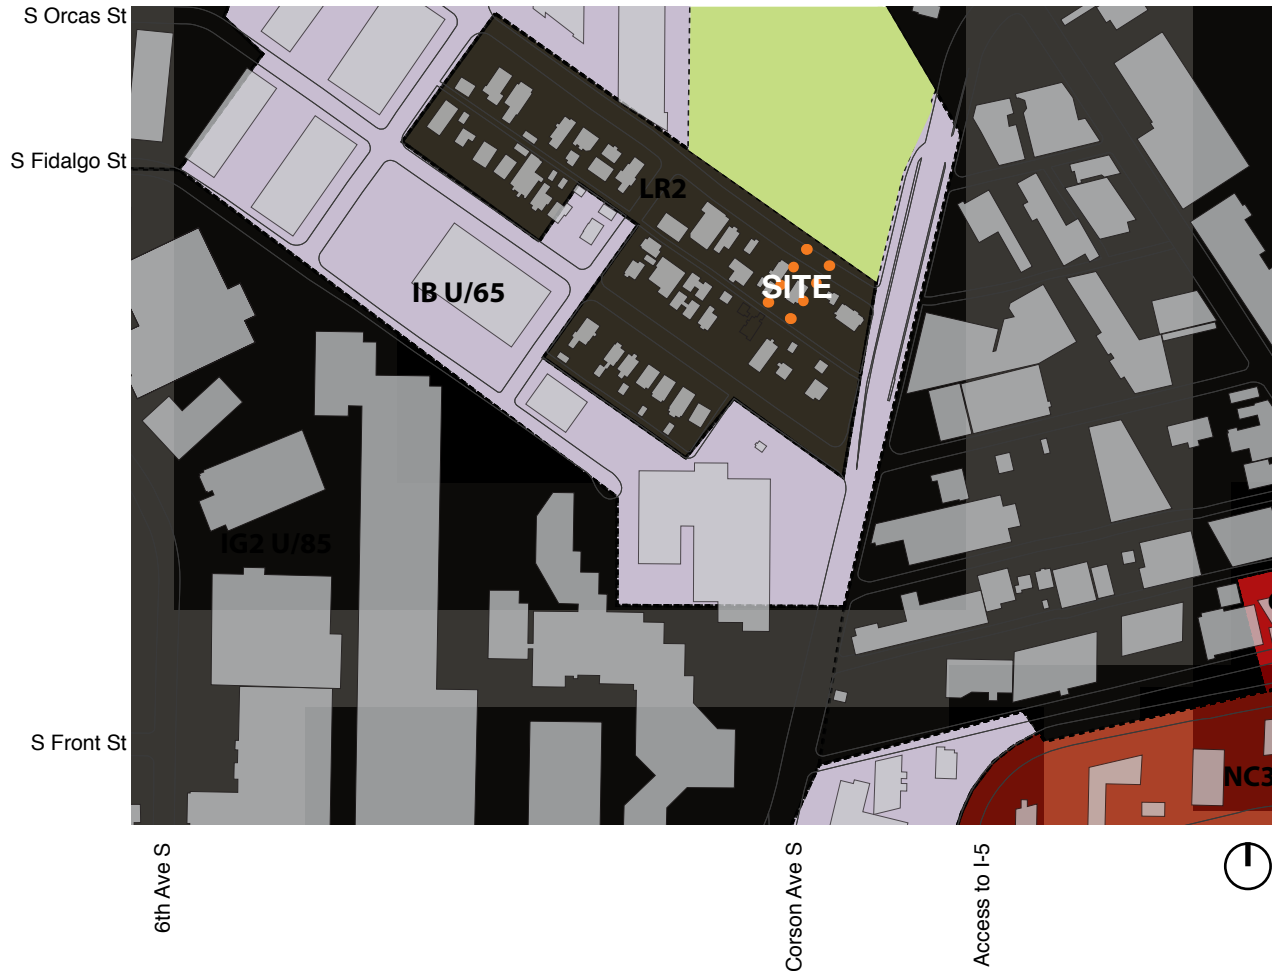 S Orcas St
S Fidalgo St
LR2
SITE
IB U/65
IG2 U/85
S Front St
NC3
6th Ave S
Corson Ave S
Access to I-5